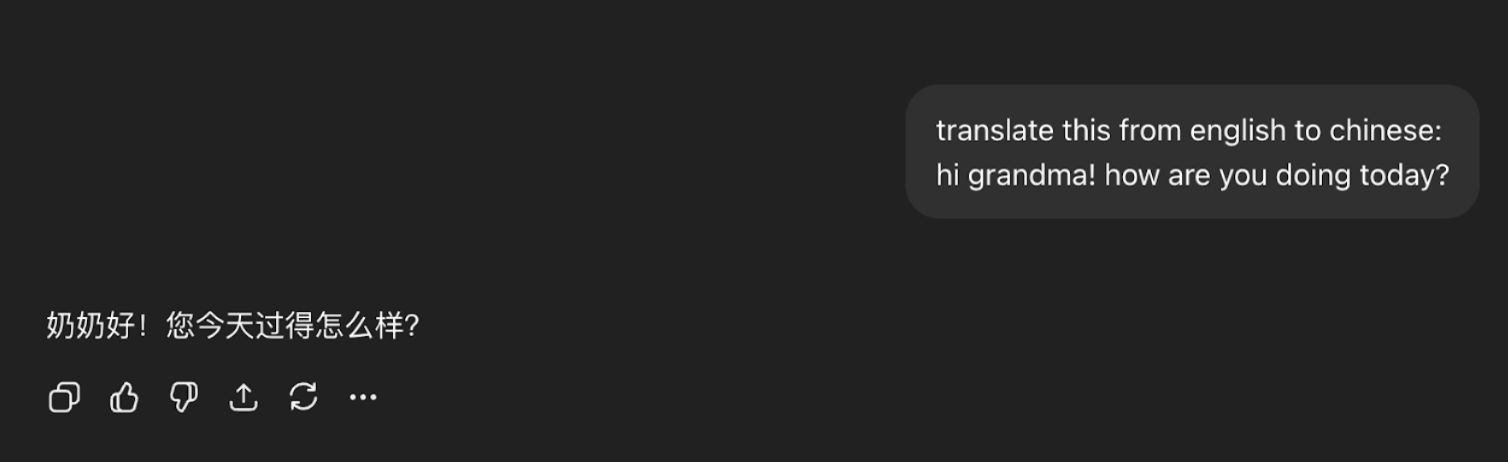 translate this from english to chinese:
hi grandma! how are you doing today?
奶奶好！您今天过得怎么样？